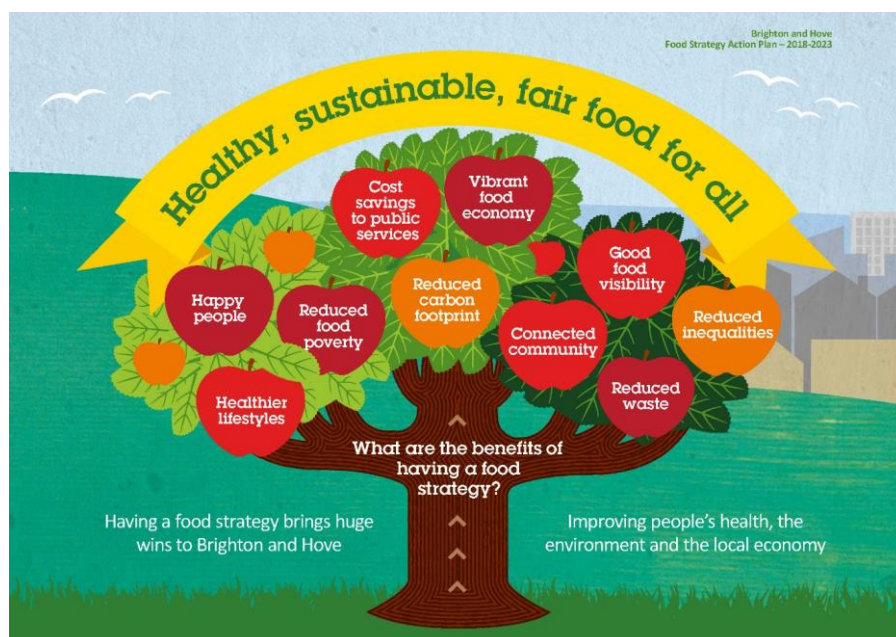 Brighton and Hove
Food Strategy Action Plan – 2018-2023
Healthy, sustainable, fair food for all
Cost
savings
to public
services
Vibrant
food
economy
Good
food
visibility
Happy
people
Reduced
food
poverty
Reduced
carbon
footprint
Connected
community
Reduced
inequalities
Healthier
lifestyles
Reduced
waste
What are the benefits of
having a food
strategy?
Having a food strategy brings huge
wins to Brighton and Hove
Improving people’s health, the
environment and the local economy